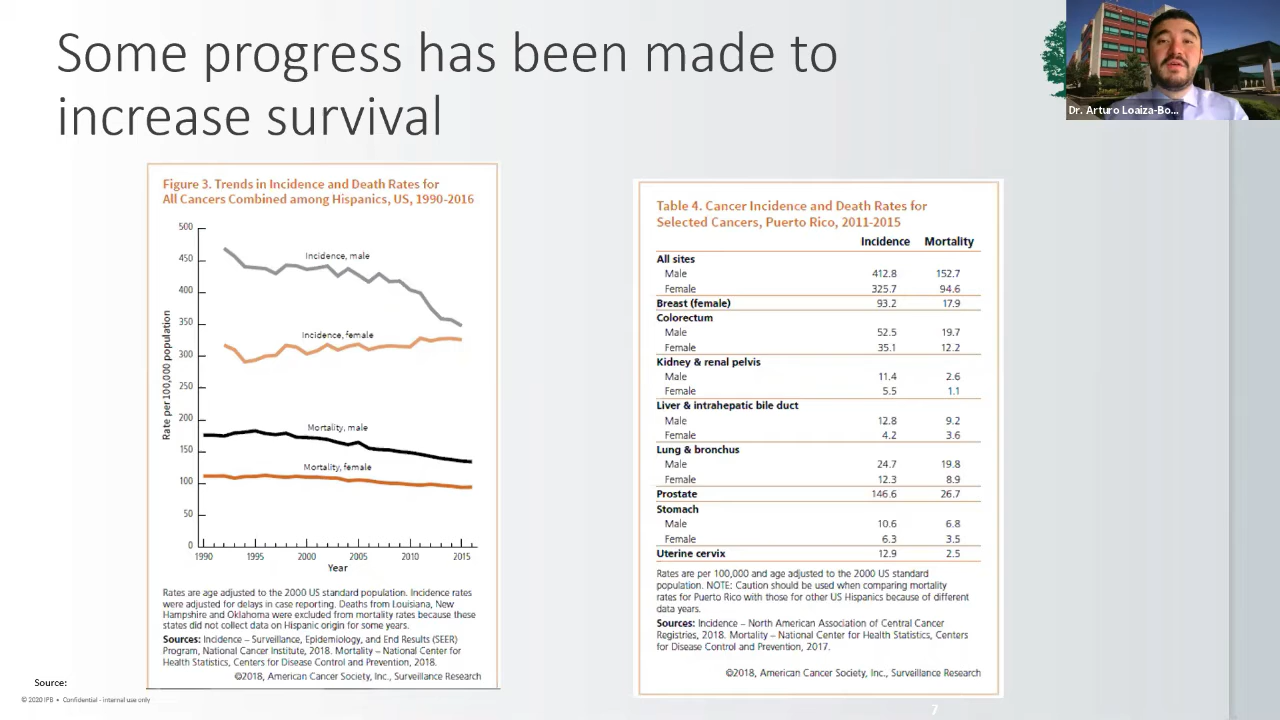 Some progress has been made to
increase survival
Dr. Arturo Loaiza-Bo...
Figure 3. Trends in Incidence and Death Rates for
All Cancers Combined among Hispanics, US, 1990-2016
Rate per 100,000 population
500
450
400
350
300
250
200
150
100
50
0
Incidence, male
Incidence, female
Mortality, male
Mortality, female
1990 1995 2000 2005 2010 2015
Year
Rates are age adjusted to the 2000 US standard population. Incidence rates
were adjusted for delays in case reporting. Deaths from Louisiana, New
Hampshire and Oklahoma were excluded from mortality rates because these
states did not collect data on Hispanic origin for some years.
Sources: Incidence – Surveillance, Epidemiology, and End Results (SEER)
Program, National Cancer Institute, 2018. Mortality – National Center for
Health Statistics, Centers for Disease Control and Prevention, 2018.
©2018, American Cancer Society, Inc., Surveillance Research
Table 4. Cancer Incidence and Death Rates for
Selected Cancers, Puerto Rico, 2011-2015
Incidence Mortality
All sites
Male 412.8 152.7
Female 325.7 94.6
Breast (female) 93.2 17.9
Colorectum
Male 52.5 19.7
Female 35.1 12.2
Kidney & renal pelvis
Male 11.4 2.6
Female 5.5 1.1
Liver & intrahepatic bile duct
Male 12.8 9.2
Female 4.2 3.6
Lung & bronchus
Male 24.7 19.8
Female 12.3 8.9
Prostate 146.6 26.7
Stomach
Male 10.6 6.8
Female 6.3 3.5
Uterine cervix 12.9 2.5
Rates are per 100,000 and age adjusted to the 2000 US standard
population. NOTE: Caution should be used when comparing mortality
rates for Puerto Rico with those for other US Hispanics because of different
data years.
Sources: Incidence – North American Association of Central Cancer
Registries, 2018. Mortality – National Center for Health Statistics, Centers
for Disease Control and Prevention, 2017.
©2018, American Cancer Society, Inc., Surveillance Research
Source:
© 2020 IPB • Confidential - internal use only
7